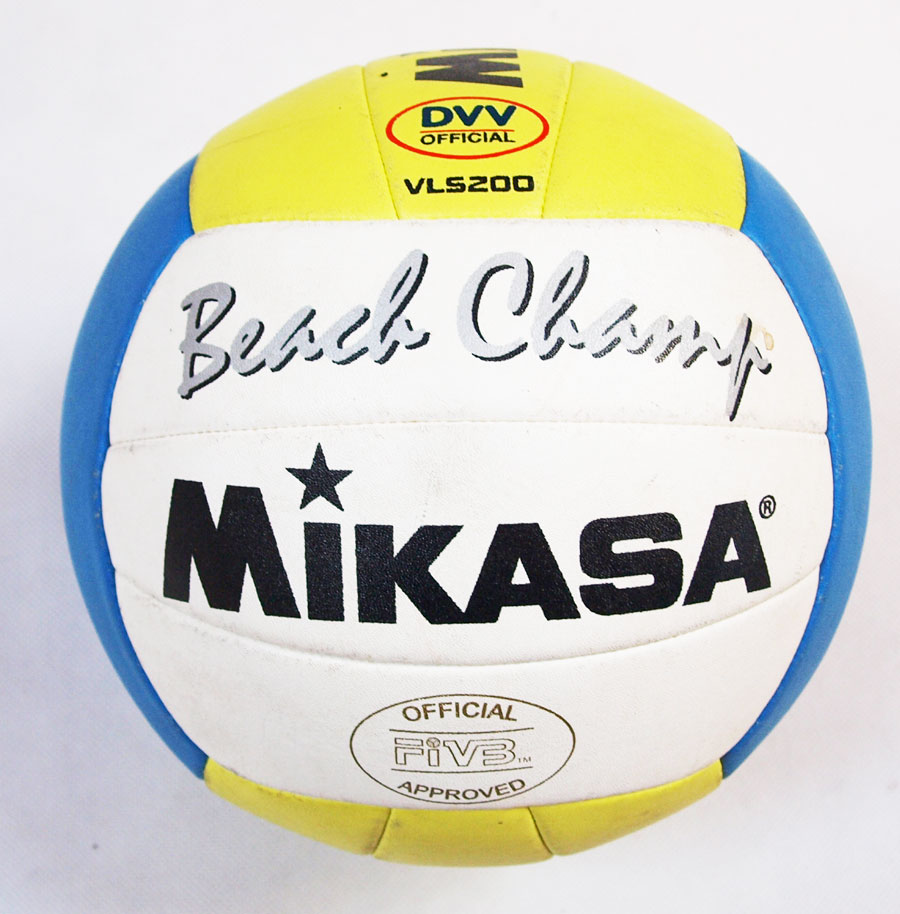 DVV
OFFICIAL
VLS200
Beach Champ
MIKASA®
OFFICIAL
FIVB™
APPROVED